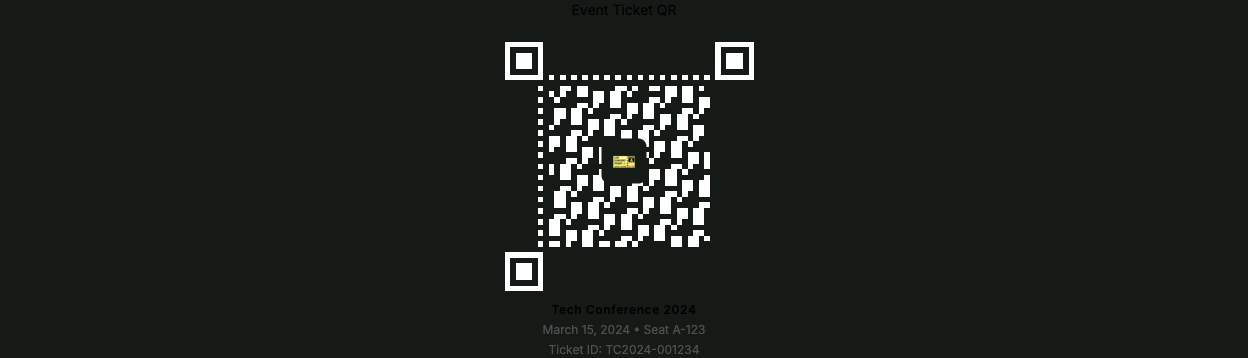 Event Ticket QR
Tech Conference 2024
March 15, 2024 • Seat A-123
Ticket ID: TC2024-001234